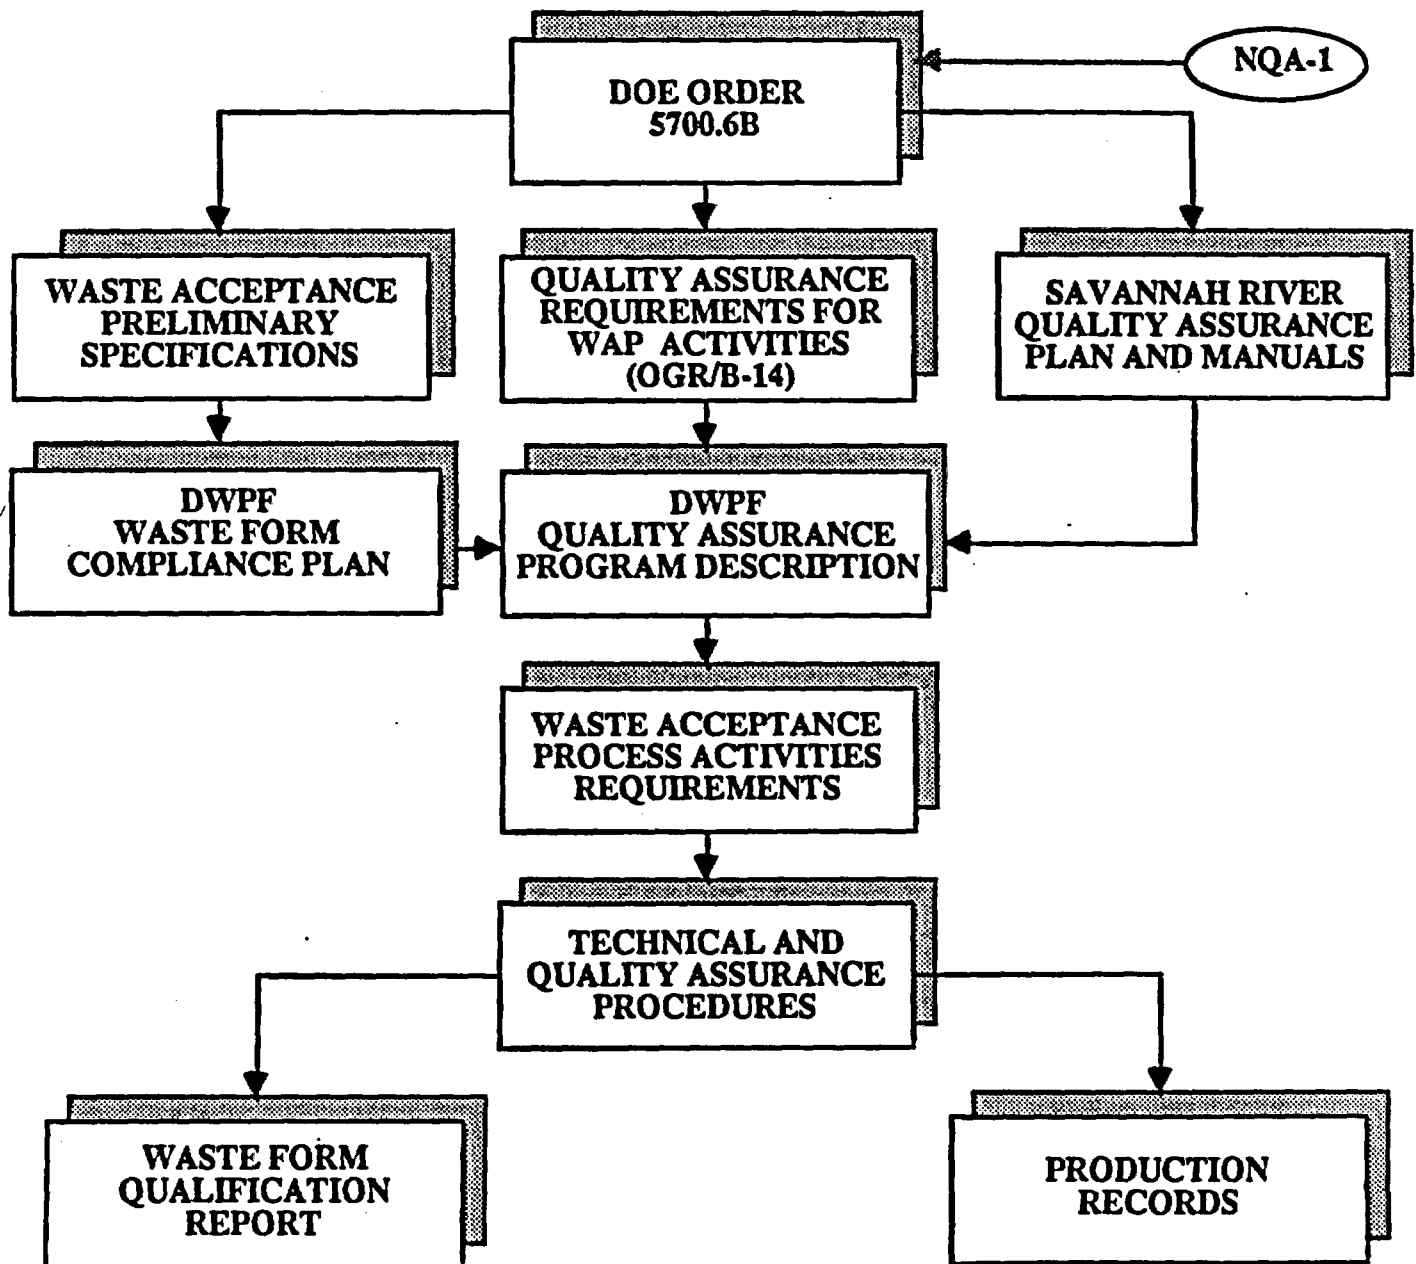 NQA-1
DOE ORDER
5700.6B
WASTE ACCEPTANCE
PRELIMINARY
SPECIFICATIONS
QUALITY ASSURANCE
REQUIREMENTS FOR
WAP ACTIVITIES
(OGR/B-14)
SAVANNAH RIVER
QUALITY ASSURANCE
PLAN AND MANUALS
DWPF
WASTE FORM
COMPLIANCE PLAN
DWPF
QUALITY ASSURANCE
PROGRAM DESCRIPTION
WASTE ACCEPTANCE
PROCESS ACTIVITIES
REQUIREMENTS
TECHNICAL AND
QUALITY ASSURANCE
PROCEDURES
WASTE FORM
QUALIFICATION
REPORT
PRODUCTION
RECORDS